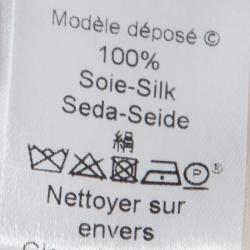 Modèle déposé ©
100%
Soie-Silk
Seda-Seide
絹
P ®
Nettoyer sur
envers